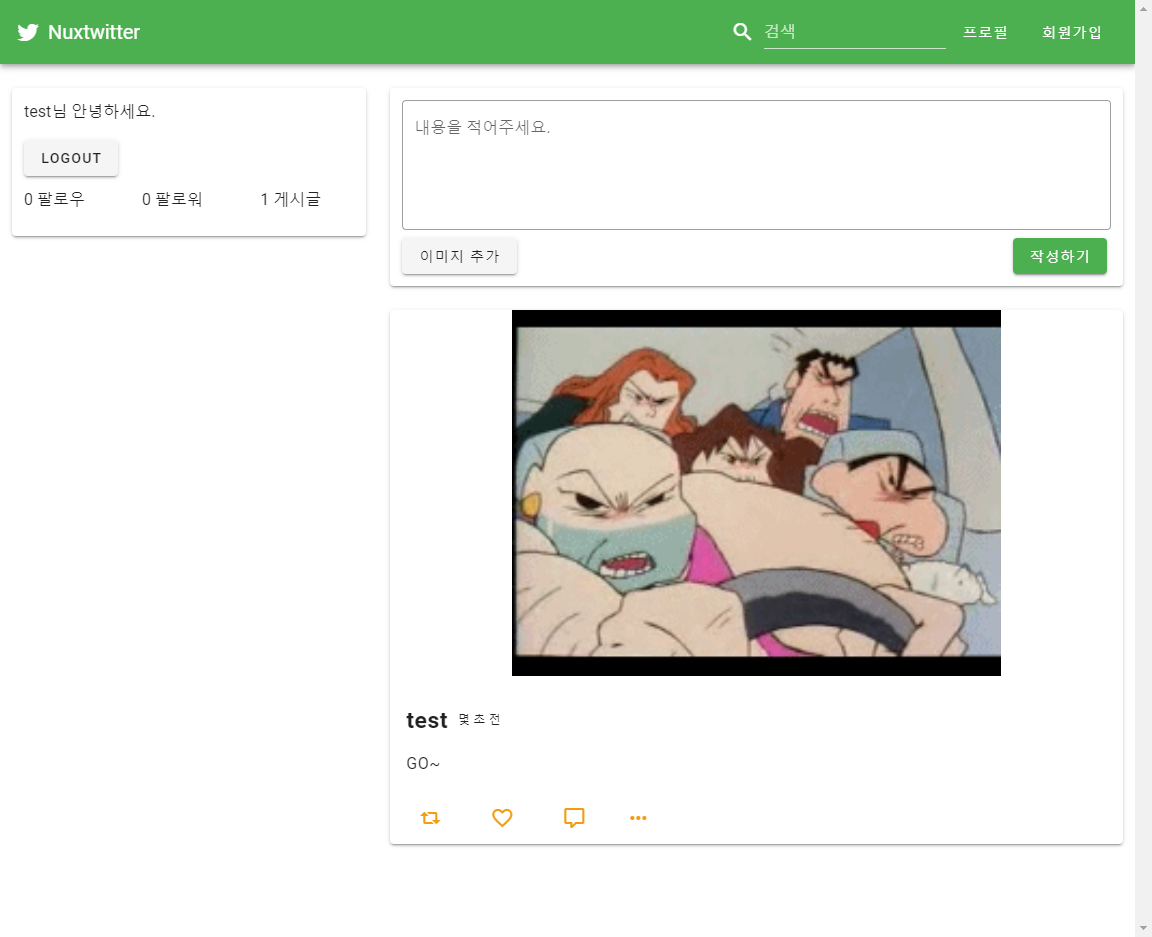 Nuxtwitter
검색
프로필
회원가입
test님 안녕하세요.
LOGOUT
0 팔로우
0 팔로워
1 게시글
내용을 적어주세요.
이미지 추가
작성하기
test 몇 초 전
GO~